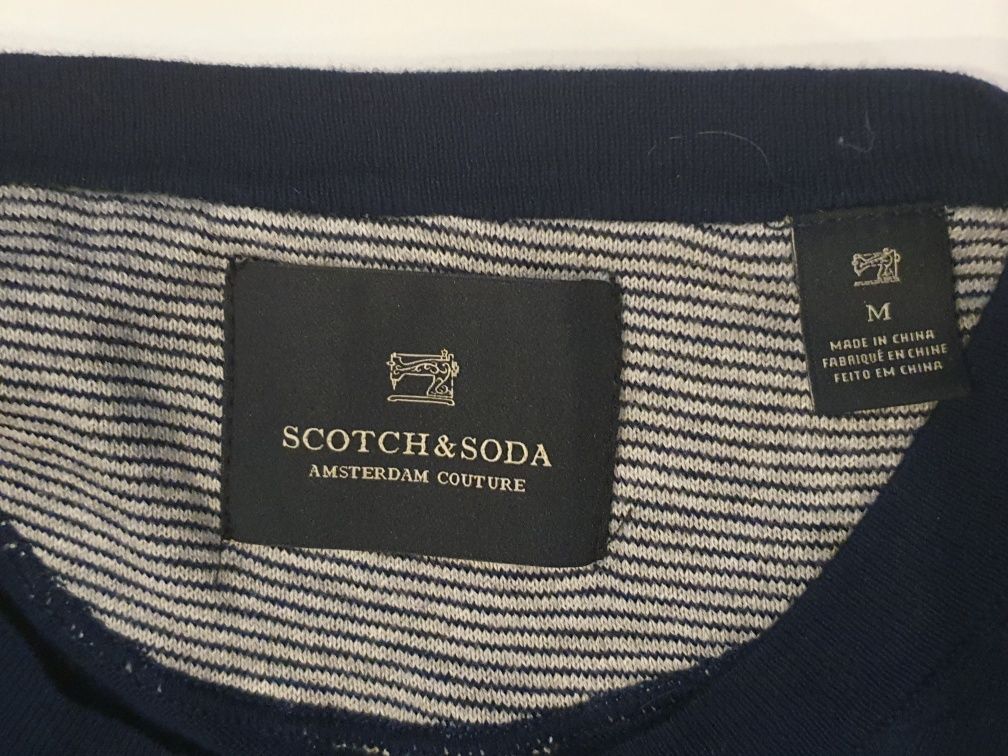 SCOTCH & SODA
AMSTERDAM COUTURE
M
MADE IN CHINA
FABRIQUÉ EN CHINE
FEITO EM CHINA